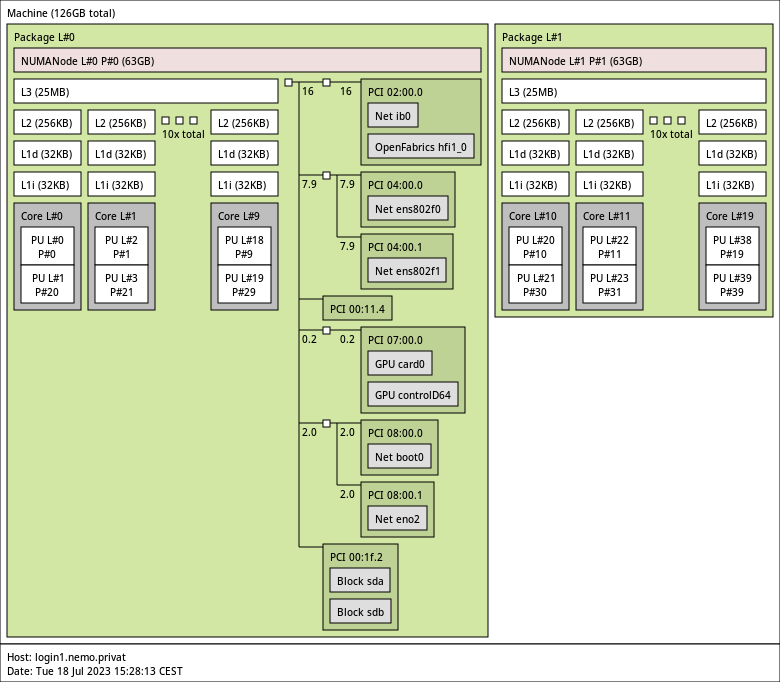 Machine (126GB total)
Package L#0
NUMANode L#0 P#0 (63GB)
L3 (25MB)
L2 (256KB) L2 (256KB) 10x total L2 (256KB)
L1d (32KB) L1d (32KB) L1d (32KB)
L1i (32KB) L1i (32KB) L1i (32KB)
Core L#0 Core L#1 Core L#9
PU L#0 PU L#2 PU L#18
P#0 P#1 P#9
PU L#1 PU L#3 PU L#19
P#20 P#21 P#29
16 16 PCI 02:00.0
Net ib0
OpenFabrics hfi1_0
7.9 7.9 PCI 04:00.0
Net ens802f0
7.9 PCI 04:00.1
Net ens802f1
PCI 00:11.4
0.2 0.2 PCI 07:00.0
GPU card0
GPU controlD64
2.0 2.0 PCI 08:00.0
Net boot0
2.0 PCI 08:00.1
Net eno2
PCI 00:1f.2
Block sda
Block sdb
Package L#1
NUMANode L#1 P#1 (63GB)
L3 (25MB)
L2 (256KB) L2 (256KB) 10x total L2 (256KB)
L1d (32KB) L1d (32KB) L1d (32KB)
L1i (32KB) L1i (32KB) L1i (32KB)
Core L#10 Core L#11 Core L#19
PU L#20 PU L#22 PU L#38
P#10 P#11 P#19
PU L#21 PU L#23 PU L#39
P#30 P#31 P#39
Host: login1.nemo.privat
Date: Tue 18 Jul 2023 15:28:13 CEST